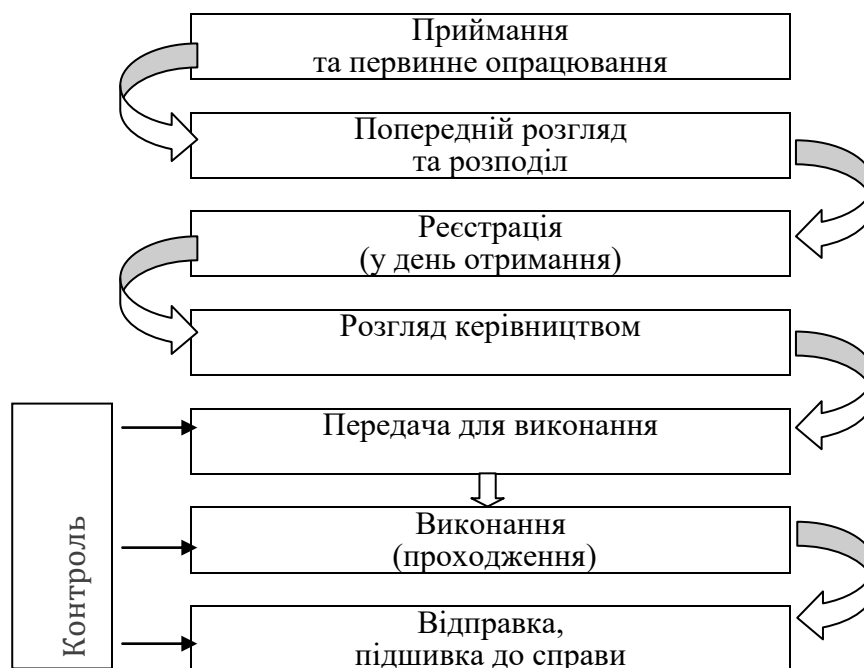 Приймання
та первинне опрацювання
Попередній розгляд
та розподіл
Реєстрація
(у день отримання)
Розгляд керівництвом
Передача для виконання
Виконання
(проходження)
Відправка,
підшивка до справи
Контроль